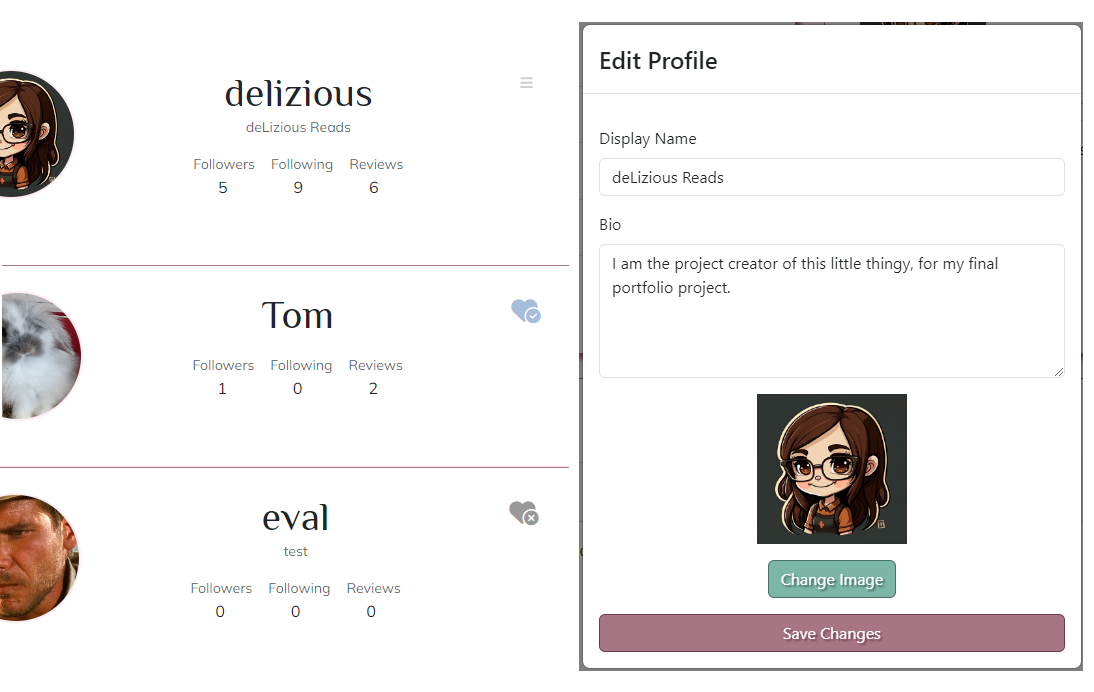 delizious
deLizious Reads
Followers Following Reviews
5 9 6
Tom
Followers Following Reviews
1 0 2
eval
test
Followers Following Reviews
0 0 0
Edit Profile
Display Name
deLizious Reads
Bio
I am the project creator of this little thingy, for my final
portfolio project.
Change Image
Save Changes